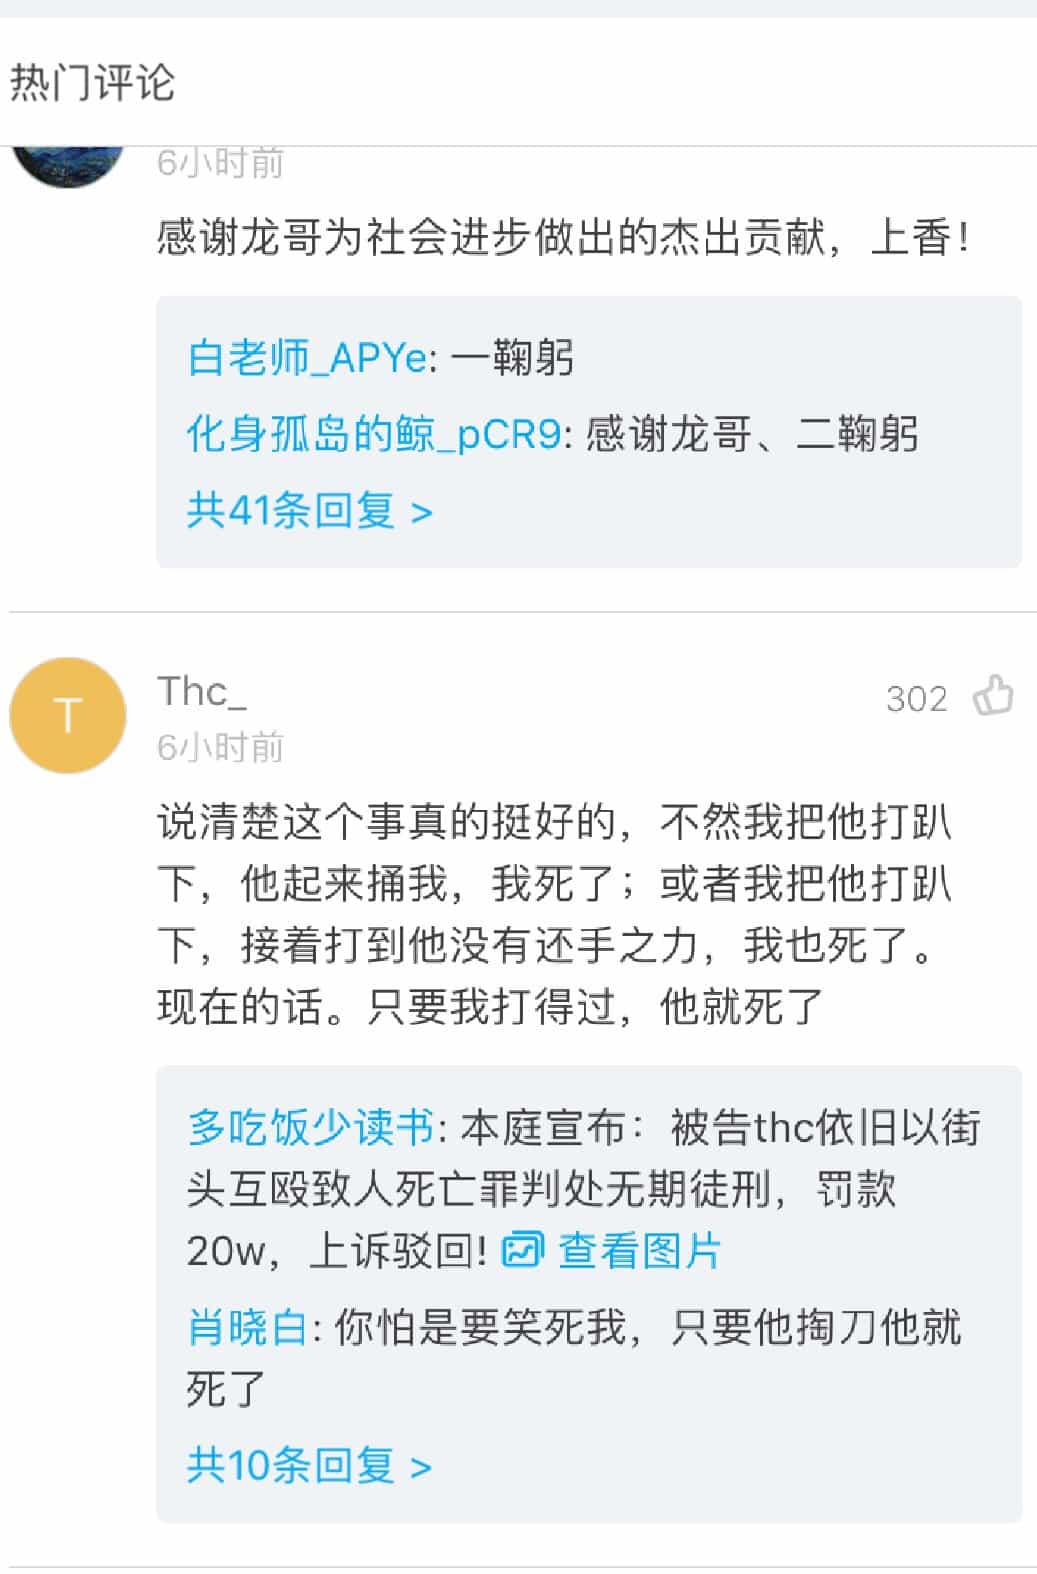 热门评论
6小时前
感谢龙哥为社会进步做出的杰出贡献，上香！
白老师_APYe: 一鞠躬
化身孤岛的鲸_pCR9: 感谢龙哥、二鞠躬
共41条回复 >
T
Thc_
302
6小时前
说清楚这个事真的挺好的，不然我把他打趴
下，他起来捅我，我死了；或者我把他打趴
下，接着打到他没有还手之力，我也死了。
现在的话。只要我打得过，他就死了
多吃饭少读书: 本庭宣布：被告thc依旧以街
头互殴致人死亡罪判处无期徒刑，罚款
20w，上诉驳回! 查看图片
肖晓白: 你怕是要笑死我，只要他掏刀他就
死了
共10条回复 >